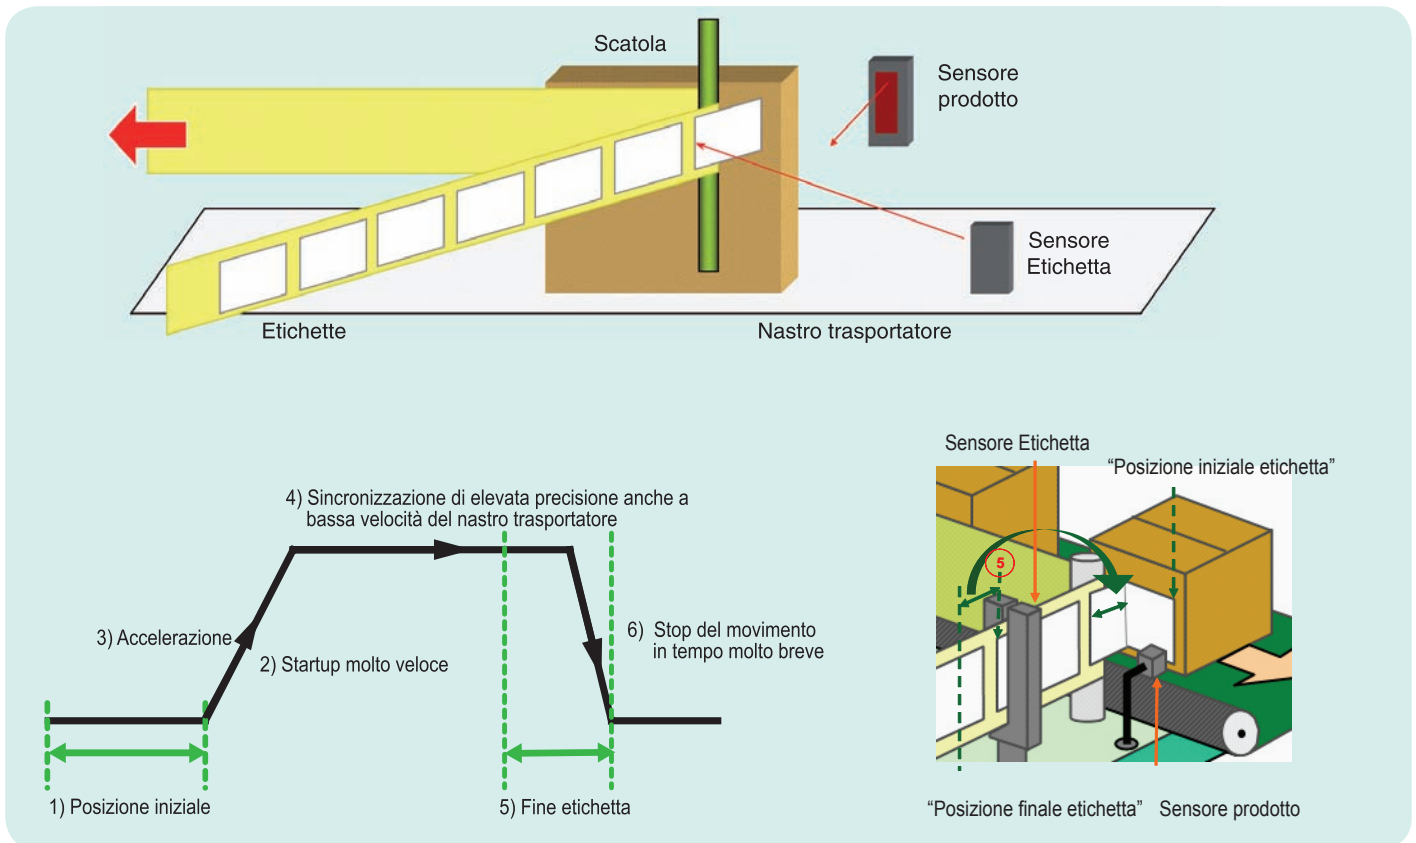 Scatola
Sensore
prodotto
Sensore
Etichetta
Etichette
Nastro trasportatore
4) Sincronizzazione di elevata precisione anche a
bassa velocità del nastro trasportatore
3) Accelerazione
2) Startup molto veloce
6) Stop del movimento
in tempo molto breve
1) Posizione iniziale
5) Fine etichetta
Sensore Etichetta
“Posizione iniziale etichetta”
5
“Posizione finale etichetta”
Sensore prodotto